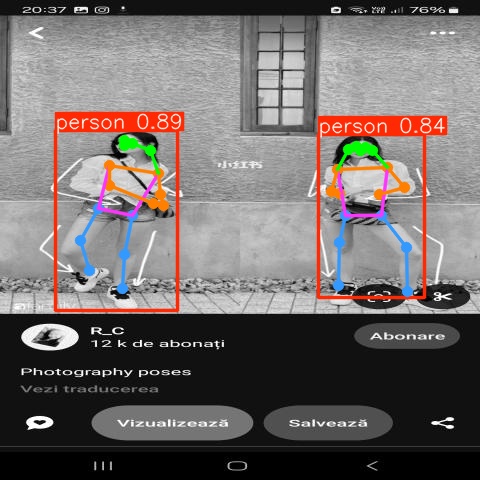 20:37
VoLTE 76%
person 0.89
person 0.84
小红书
R_C
12 k de abonați
Abonare
Photography poses
Vezi traducerea
Vizualizează
Salvează